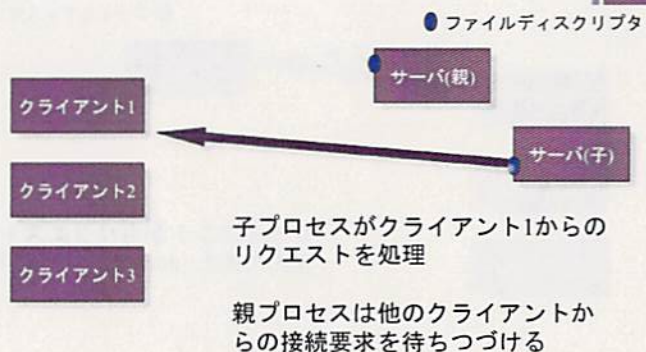 ファイルディスクリプタ
サーバ(親)
クライアント1
サーバ(子)
クライアント2
クライアント3
子プロセスがクライアント1からの
リクエストを処理
親プロセスは他のクライアントか
らの接続要求を待ちつづける